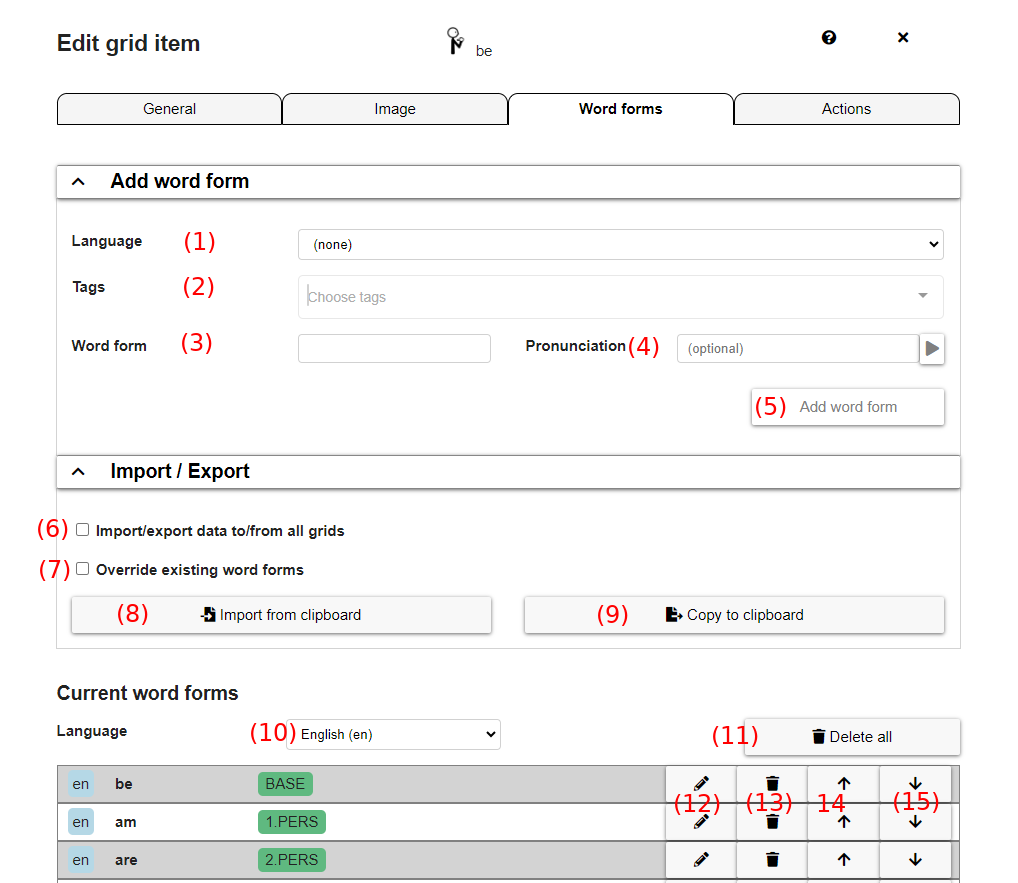 Edit grid item be
General Image Word forms Actions
Add word form
Language (1) (none)
Tags (2) Choose tags
Word form (3) Pronunciation (4) (optional)
(5) Add word form
Import / Export
(6) Import/export data to/from all grids
(7) Override existing word forms
(8) Import from clipboard (9) Copy to clipboard
Current word forms
Language (10) English (en) (11) Delete all
en be BASE
(12) (13) 14 (15)
en am 1.PERS
en are 2.PERS